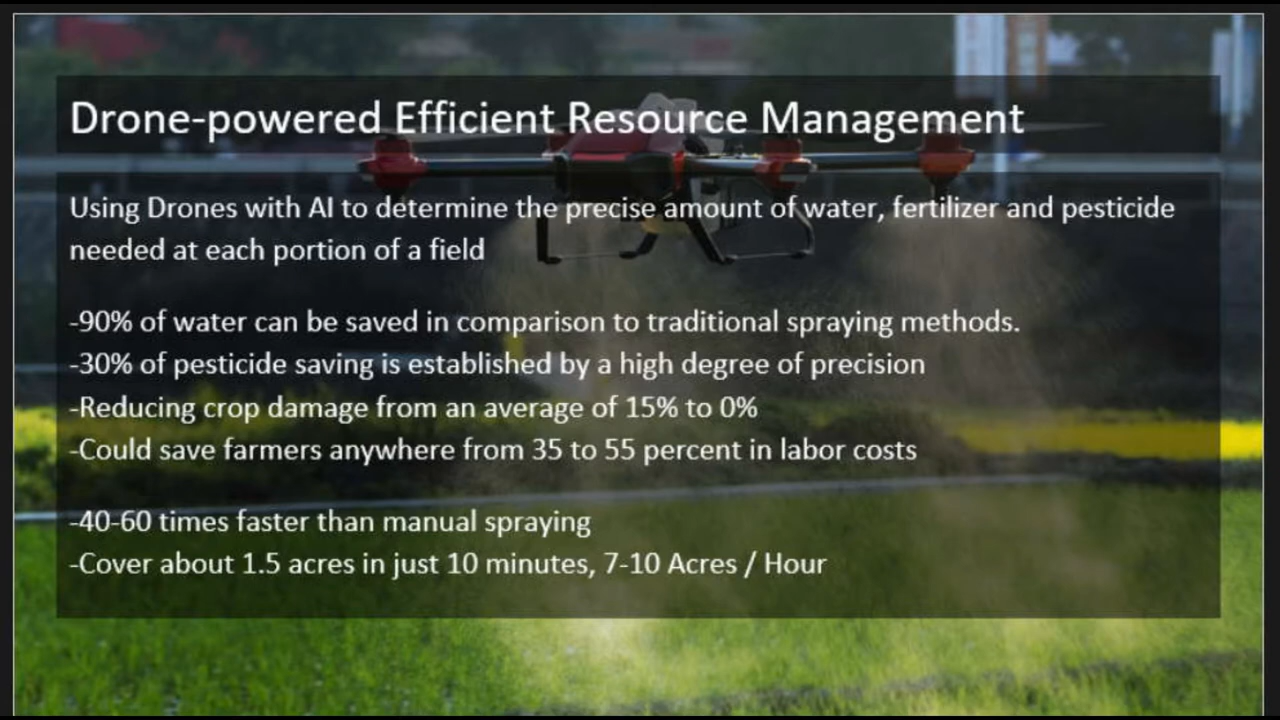 Drone-powered Efficient Resource Management
Using Drones with AI to determine the precise amount of water, fertilizer and pesticide
needed at each portion of a field
-90% of water can be saved in comparison to traditional spraying methods.
-30% of pesticide saving is established by a high degree of precision
-Reducing crop damage from an average of 15% to 0%
-Could save farmers anywhere from 35 to 55 percent in labor costs
-40-60 times faster than manual spraying
-Cover about 1.5 acres in just 10 minutes, 7-10 Acres / Hour